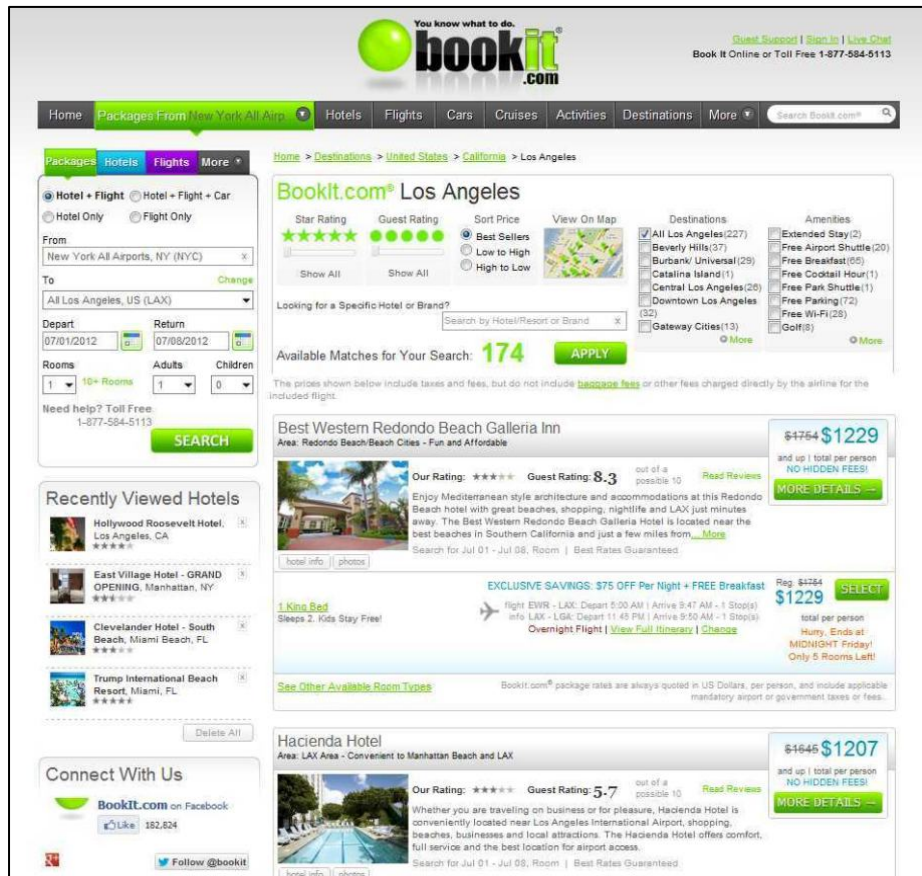 You know what to do.
bookit
.com
Guest Support | Sign In | Live Chat
Book It Online or Toll Free 1-877-584-5113
Home
Packages From New York All Airp.
Hotels
Flights
Cars
Cruises
Activities
Destinations
More
Search BookIt.com®
Packages
Hotels
Flights
More
Hotel + Flight
Hotel + Flight + Car
Hotel Only
Flight Only
From
New York All Airports, NY (NYC) x
To
Change
All Los Angeles, US (LAX)
Depart
Return
07/01/2012
07/08/2012
Rooms
Adults
Children
1
10+ Rooms
1
0
Need help? Toll Free
1-877-584-5113
SEARCH
Recently Viewed Hotels
Hollywood Roosevelt Hotel,
Los Angeles, CA
x
East Village Hotel - GRAND
OPENING, Manhattan, NY
x
Clevelander Hotel - South
Beach, Miami Beach, FL
x
Trump International Beach
Resort, Miami, FL
x
Delete All
Connect With Us
BookIt.com on Facebook
Like 182,824
Follow @bookit
Home > Destinations > United States > California > Los Angeles
BookIt.com® Los Angeles
Star Rating
Show All
Guest Rating
Show All
Sort Price
Best Sellers
Low to High
High to Low
View On Map
Destinations
All Los Angeles(227)
Beverly Hills(37)
Burbank/ Universal(29)
Catalina Island(1)
Central Los Angeles(26)
Downtown Los Angeles
(32)
Gateway Cities(13)
More
Amenities
Extended Stay(2)
Free Airport Shuttle(20)
Free Breakfast(65)
Free Cocktail Hour(1)
Free Park Shuttle(1)
Free Parking(72)
Free Wi-Fi(28)
Golf(8)
More
Looking for a Specific Hotel or Brand?
Search by Hotel/Resort or Brand x
Available Matches for Your Search: 174
APPLY
The prices shown below include taxes and fees, but do not include baggage fees or other fees charged directly by the airline for the
included flight.
Best Western Redondo Beach Galleria Inn
Area: Redondo Beach/Beach Cities - Fun and Affordable
$1754 $1229
and up | total per person
NO HIDDEN FEES!
MORE DETAILS
Our Rating:
Guest Rating: 8.3
out of a
possible 10
Read Reviews
Enjoy Mediterranean style architecture and accommodations at this Redondo
Beach hotel with great beaches, shopping, nightlife and LAX just minutes
away. The Best Western Redondo Beach Galleria Hotel is located near the
best beaches in Southern California and just a few miles from... More
Search for Jul 01 - Jul 08, Room | Best Rates Guaranteed
hotel info
photos
EXCLUSIVE SAVINGS: $75 OFF Per Night + FREE Breakfast
1 King Bed
Sleeps 2. Kids Stay Free!
flight EWR - LAX: Depart 5:00 AM | Arrive 9:47 AM - 1 Stop(s)
info LAX - LGA: Depart 11:45 PM | Arrive 9:50 AM - 1 Stop(s)
Overnight Flight | View Full Itinerary | Change
Reg. $1754
$1229
SELECT
total per person
Hurry, Ends at
MIDNIGHT Friday!
Only 5 Rooms Left!
See Other Available Room Types
BookIt.com® package rates are always quoted in US Dollars, per person, and include applicable
mandatory airport or government taxes or fees.
Hacienda Hotel
Area: LAX Area - Convenient to Manhattan Beach and LAX
$1645 $1207
and up | total per person
NO HIDDEN FEES!
MORE DETAILS
Our Rating:
Guest Rating: 5.7
out of a
possible 10
Read Reviews
Whether you are traveling on business or for pleasure, Hacienda Hotel is
conveniently located near Los Angeles International Airport, shopping,
beaches, businesses and local attractions. The Hacienda Hotel offers comfort,
full service and the best location for airport access.
Search for Jul 01 - Jul 08, Room | Best Rates Guaranteed
hotel info
photos